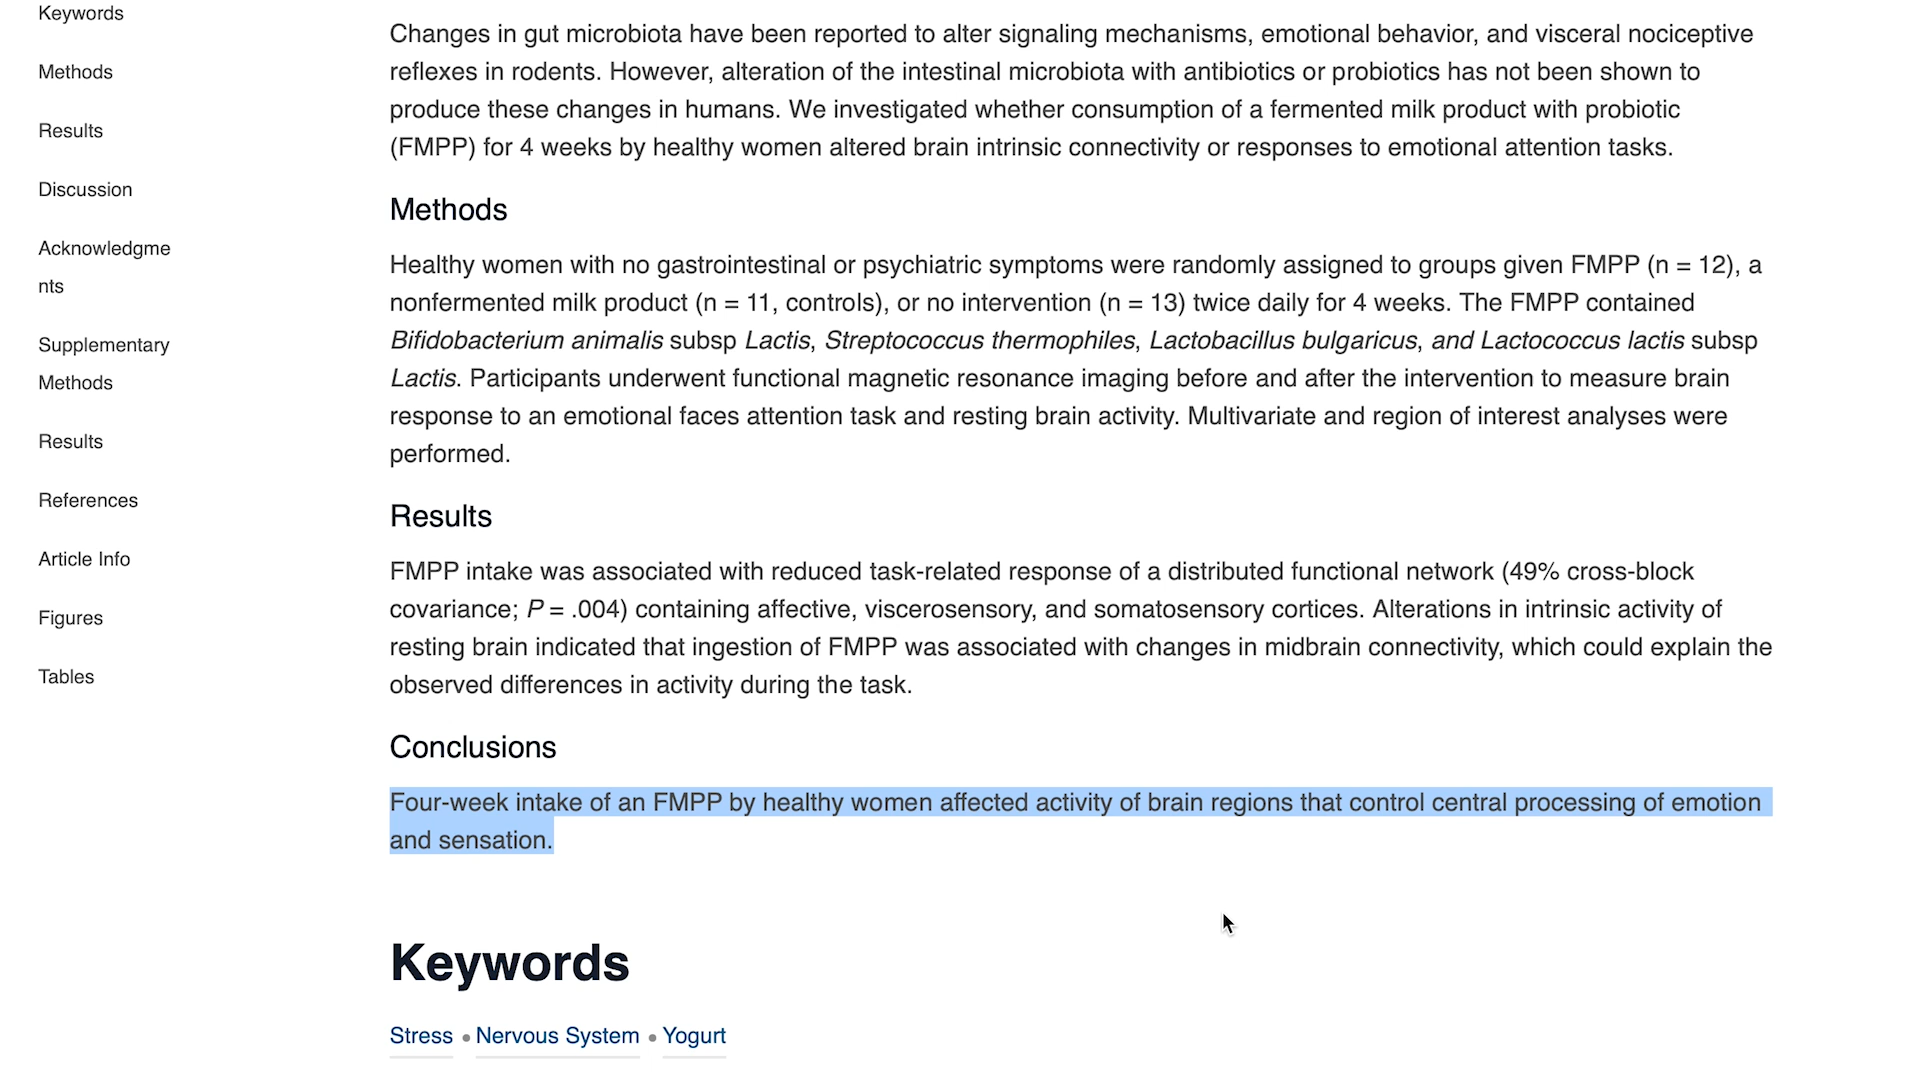 Keywords
Methods
Results
Discussion
Acknowledgme
nts
Supplementary
Methods
Results
References
Article Info
Figures
Tables
Changes in gut microbiota have been reported to alter signaling mechanisms, emotional behavior, and visceral nociceptive
reflexes in rodents. However, alteration of the intestinal microbiota with antibiotics or probiotics has not been shown to
produce these changes in humans. We investigated whether consumption of a fermented milk product with probiotic
(FMPP) for 4 weeks by healthy women altered brain intrinsic connectivity or responses to emotional attention tasks.
Methods
Healthy women with no gastrointestinal or psychiatric symptoms were randomly assigned to groups given FMPP (n = 12), a
nonfermented milk product (n = 11, controls), or no intervention (n = 13) twice daily for 4 weeks. The FMPP contained
Bifidobacterium animalis subsp Lactis, Streptococcus thermophiles, Lactobacillus bulgaricus, and Lactococcus lactis subsp
Lactis. Participants underwent functional magnetic resonance imaging before and after the intervention to measure brain
response to an emotional faces attention task and resting brain activity. Multivariate and region of interest analyses were
performed.
Results
FMPP intake was associated with reduced task-related response of a distributed functional network (49% cross-block
covariance; P = .004) containing affective, viscerosensory, and somatosensory cortices. Alterations in intrinsic activity of
resting brain indicated that ingestion of FMPP was associated with changes in midbrain connectivity, which could explain the
observed differences in activity during the task.
Conclusions
Four-week intake of an FMPP by healthy women affected activity of brain regions that control central processing of emotion
and sensation.
Keywords
Stress • Nervous System • Yogurt